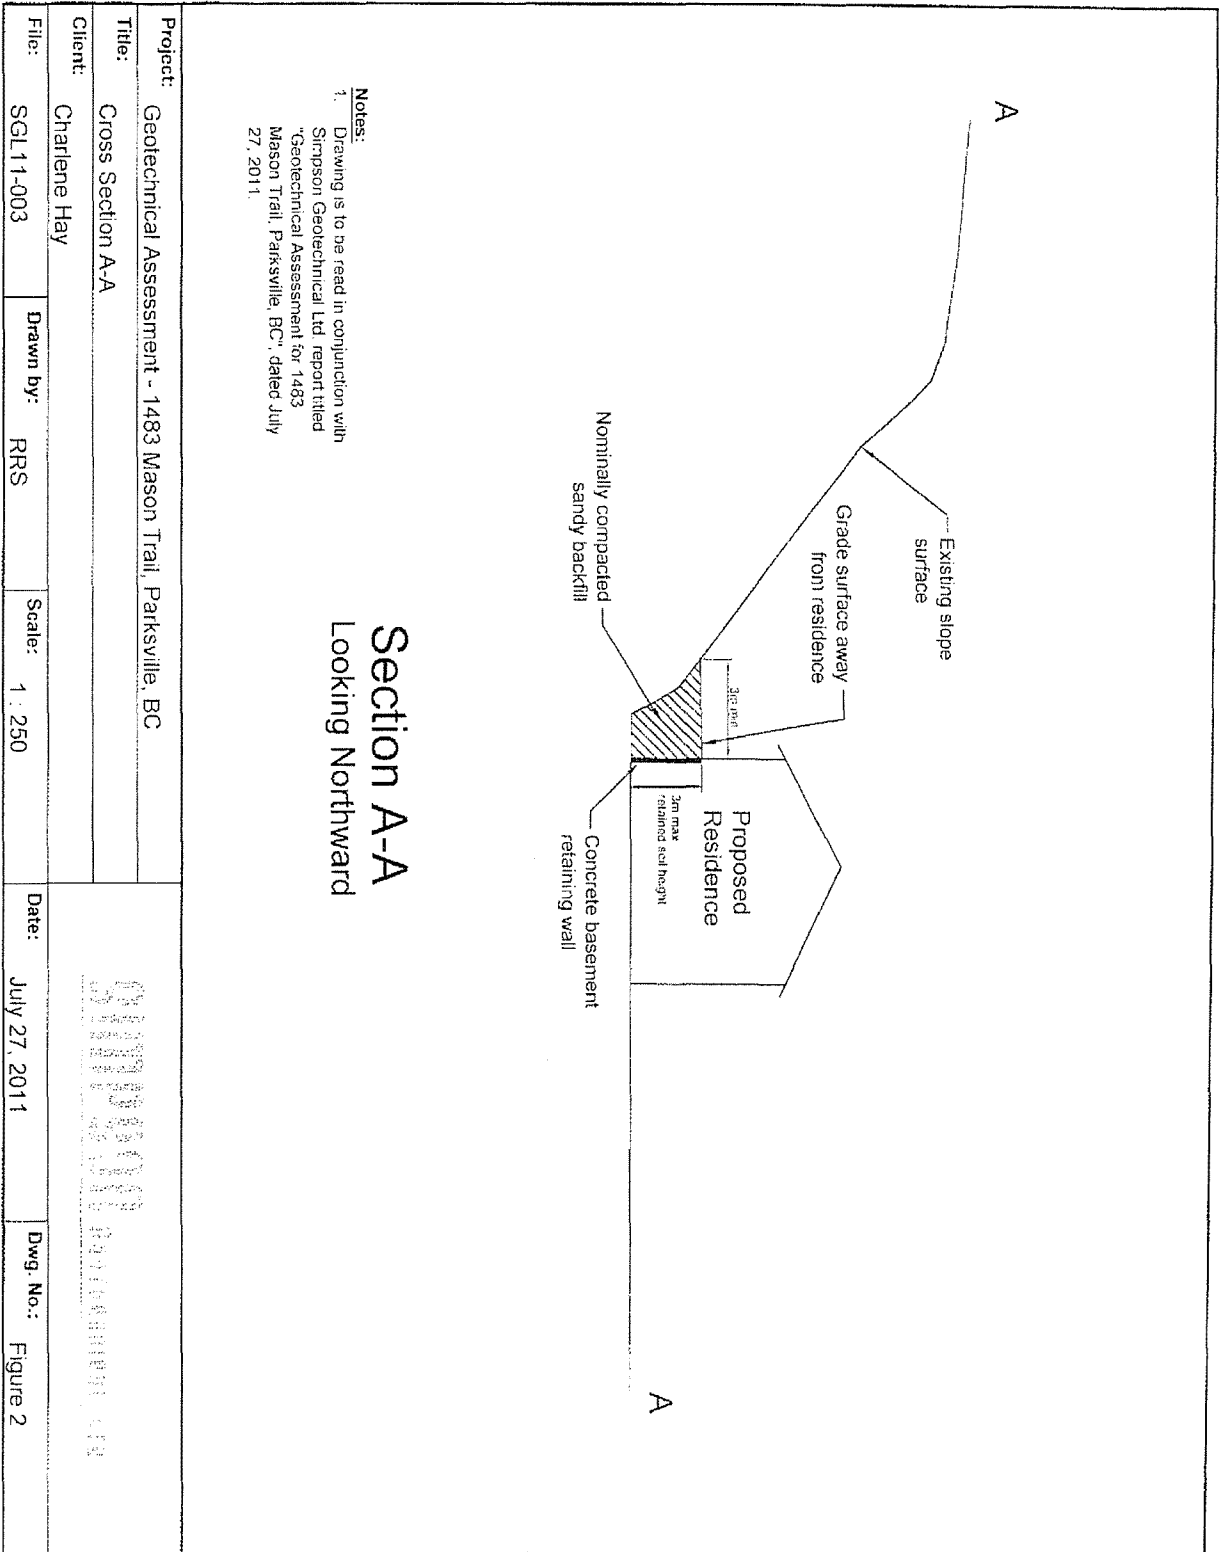 A
A
Existing slope
surface
Grade surface away
from residence
Nominally compacted
sandy backfill
3m max
retained soil height
Proposed
Residence
Concrete basement
retaining wall
Section A-A
Looking Northward
Notes:
1. Drawing is to be read in conjunction with
Simpson Geotechnical Ltd. report titled
"Geotechnical Assessment for 1483
Mason Trail, Parksville, BC", dated July
27, 2011.
Project: Geotechnical Assessment - 1483 Mason Trail, Parksville, BC
Title: Cross Section A-A
Client: Charlene Hay
File: SGL11-003 Drawn by: RRS Scale: 1 : 250 Date: July 27, 2011 Dwg. No.: Figure 2